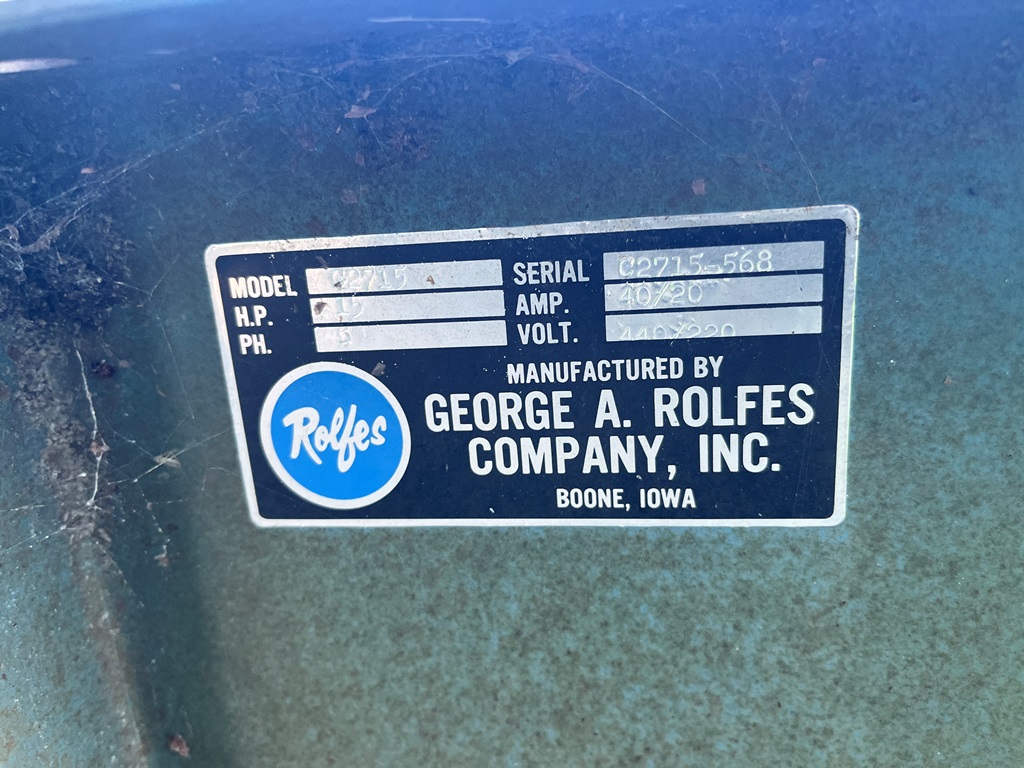 MODEL C2715 SERIAL C2715-568
H.P. 15 AMP. 40/20
PH. VOLT. 440/220
MANUFACTURED BY
Rolfes GEORGE A. ROLFES
COMPANY, INC.
BOONE, IOWA